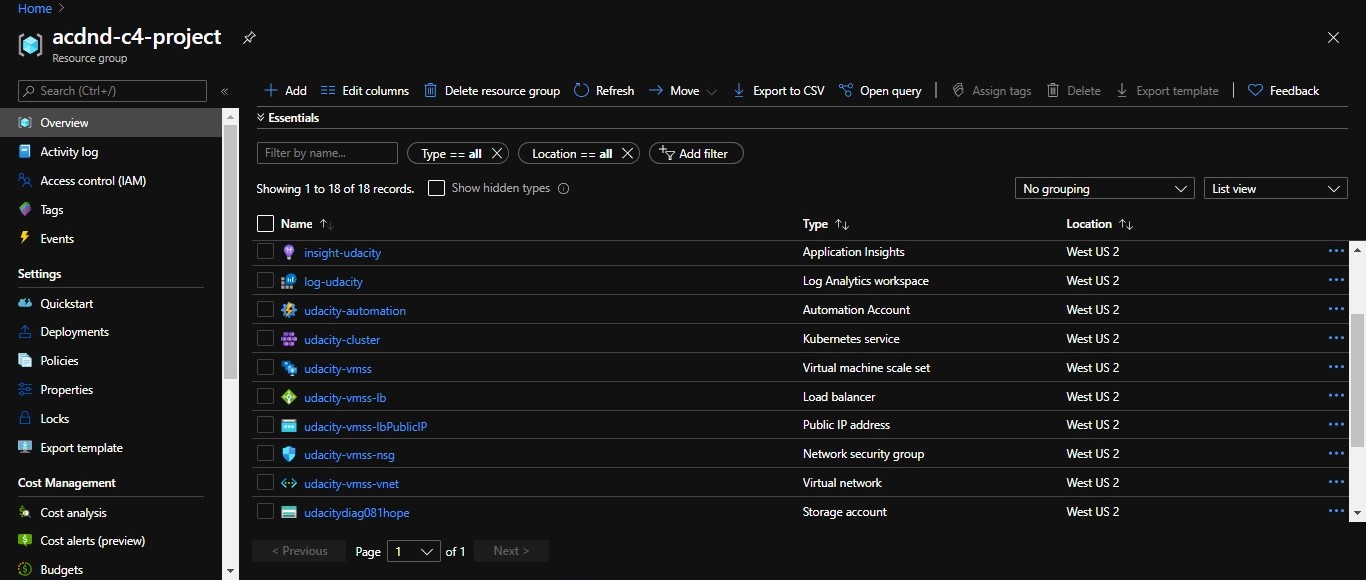 Home >
acdnd-c4-project
Resource group
Search (Ctrl+/) «
Overview
Activity log
Access control (IAM)
Tags
Events
Settings
Quickstart
Deployments
Policies
Properties
Locks
Export template
Cost Management
Cost analysis
Cost alerts (preview)
Budgets
Add Edit columns Delete resource group Refresh Move Export to CSV Open query Assign tags Delete Export template Feedback
Essentials
Filter by name... Type == all Location == all Add filter
Showing 1 to 18 of 18 records. Show hidden types No grouping List view
Name Type Location
insight-udacity Application Insights West US 2
log-udacity Log Analytics workspace West US 2
udacity-automation Automation Account West US 2
udacity-cluster Kubernetes service West US 2
udacity-vmss Virtual machine scale set West US 2
udacity-vmss-lb Load balancer West US 2
udacity-vmss-lbPublicIP Public IP address West US 2
udacity-vmss-nsg Network security group West US 2
udacity-vmss-vnet Virtual network West US 2
udacitydiag081hope Storage account West US 2
< Previous Page 1 of 1 Next >